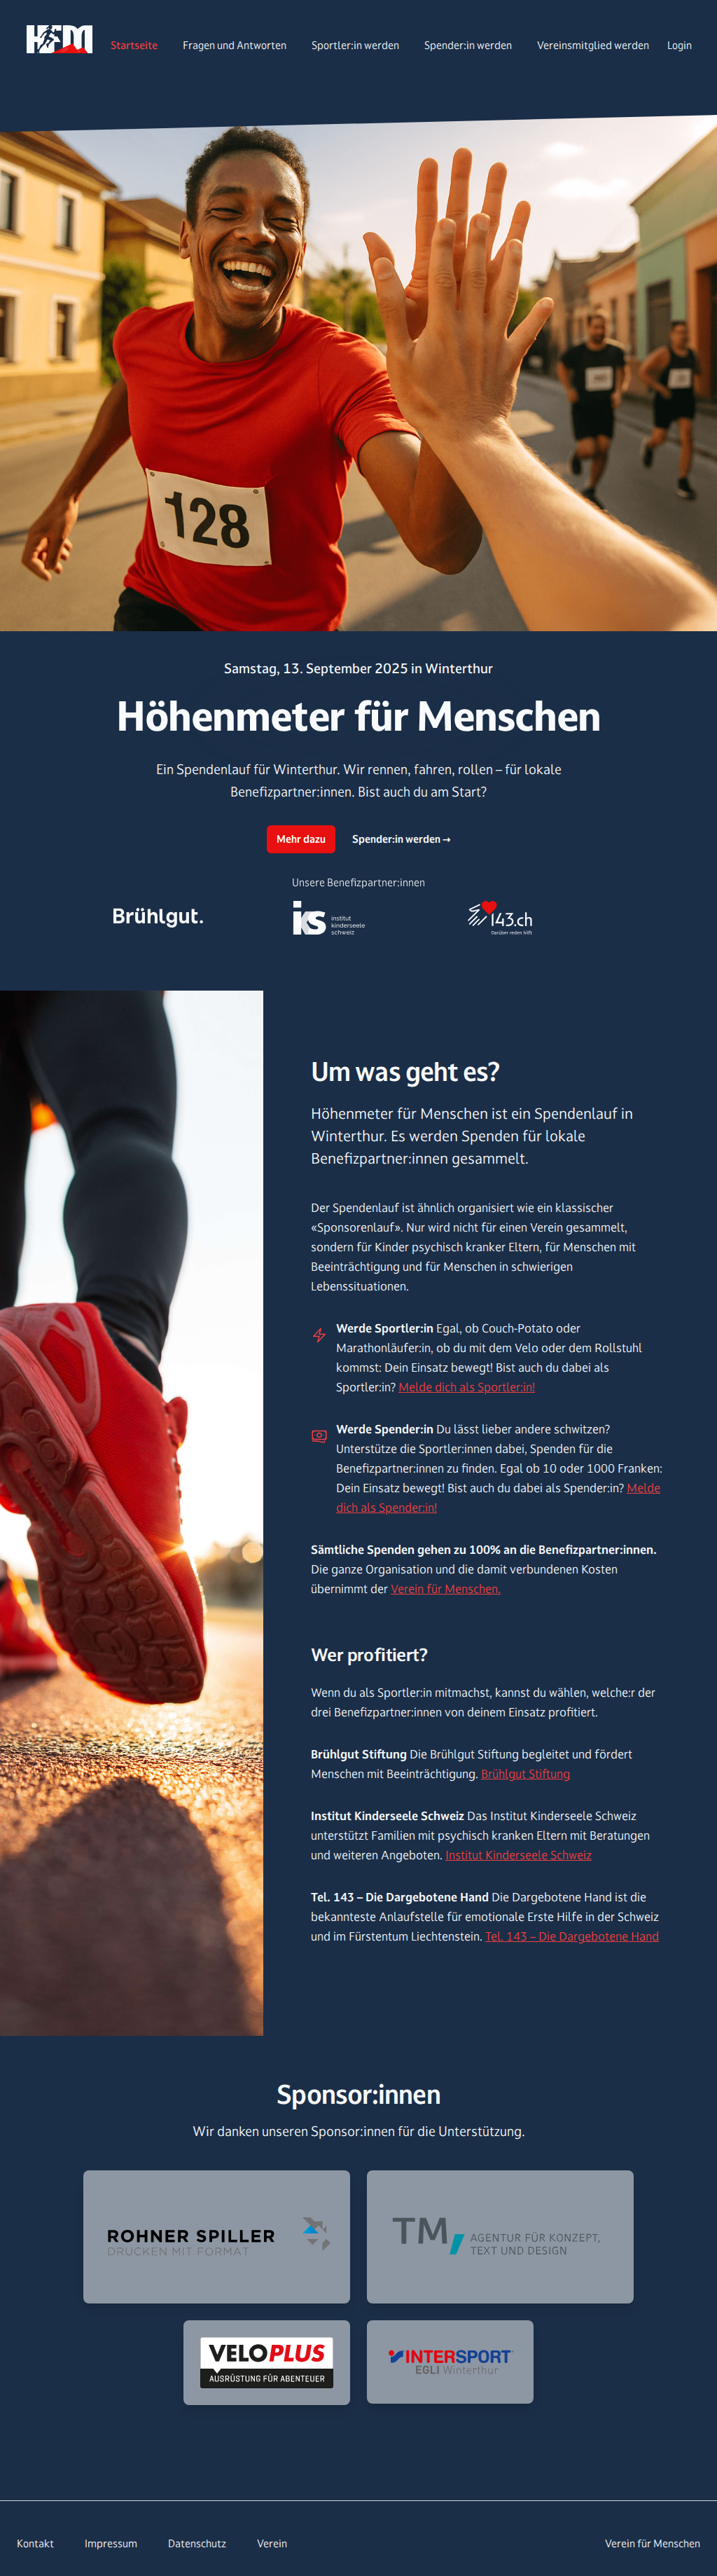 HFM
Startseite
Fragen und Antworten
Sportler:in werden
Spender:in werden
Vereinsmitglied werden
Login
128
Samstag, 13. September 2025 in Winterthur
Höhenmeter für Menschen
Ein Spendenlauf für Winterthur. Wir rennen, fahren, rollen – für lokale
Benefizpartner:innen. Bist auch du am Start?
Mehr dazu
Spender:in werden →
Unsere Benefizpartner:innen
Brühlgut.
iks
institut
kinderseele
schweiz
143.ch
Darüber reden hilft
Um was geht es?
Höhenmeter für Menschen ist ein Spendenlauf in
Winterthur. Es werden Spenden für lokale
Benefizpartner:innen gesammelt.
Der Spendenlauf ist ähnlich organisiert wie ein klassischer
«Sponsorenlauf». Nur wird nicht für einen Verein gesammelt,
sondern für Kinder psychisch kranker Eltern, für Menschen mit
Beeinträchtigung und für Menschen in schwierigen
Lebenssituationen.
Werde Sportler:in Egal, ob Couch-Potato oder
Marathonläufer:in, ob du mit dem Velo oder dem Rollstuhl
kommst: Dein Einsatz bewegt! Bist auch du dabei als
Sportler:in? Melde dich als Sportler:in!
Werde Spender:in Du lässt lieber andere schwitzen?
Unterstütze die Sportler:innen dabei, Spenden für die
Benefizpartner:innen zu finden. Egal ob 10 oder 1000 Franken:
Dein Einsatz bewegt! Bist auch du dabei als Spender:in? Melde
dich als Spender:in!
Sämtliche Spenden gehen zu 100% an die Benefizpartner:innen.
Die ganze Organisation und die damit verbundenen Kosten
übernimmt der Verein für Menschen.
Wer profitiert?
Wenn du als Sportler:in mitmachst, kannst du wählen, welche:r der
drei Benefizpartner:innen von deinem Einsatz profitiert.
Brühlgut Stiftung Die Brühlgut Stiftung begleitet und fördert
Menschen mit Beeinträchtigung. Brühlgut Stiftung
Institut Kinderseele Schweiz Das Institut Kinderseele Schweiz
unterstützt Familien mit psychisch kranken Eltern mit Beratungen
und weiteren Angeboten. Institut Kinderseele Schweiz
Tel. 143 – Die Dargebotene Hand Die Dargebotene Hand ist die
bekannteste Anlaufstelle für emotionale Erste Hilfe in der Schweiz
und im Fürstentum Liechtenstein. Tel. 143 – Die Dargebotene Hand
Sponsor:innen
Wir danken unseren Sponsor:innen für die Unterstützung.
ROHNER SPILLER
DRUCKEN MIT FORMAT
TM,
AGENTUR FÜR KONZEPT,
TEXT UND DESIGN
VELOPLUS
AUSRÜSTUNG FÜR ABENTEUER
INTERSPORT
EGLI Winterthur
Kontakt
Impressum
Datenschutz
Verein
Verein für Menschen